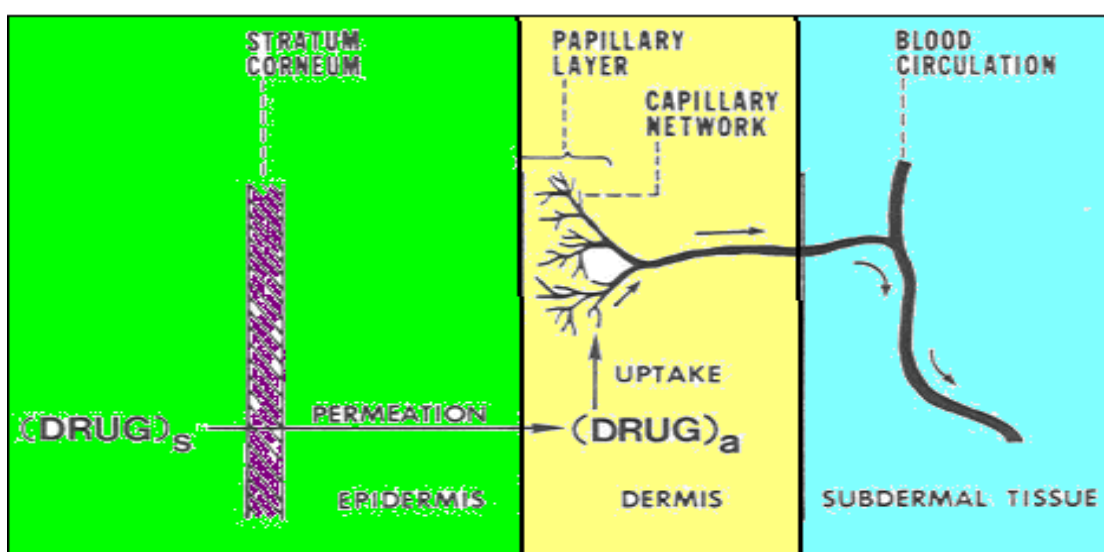 STRATUM
CORNEUM
PAPILLARY
LAYER
CAPILLARY
NETWORK
BLOOD
CIRCULATION
UPTAKE
(DRUG)s
PERMEATION
(DRUG)a
EPIDERMIS
DERMIS
SUBDERMAL TISSUE